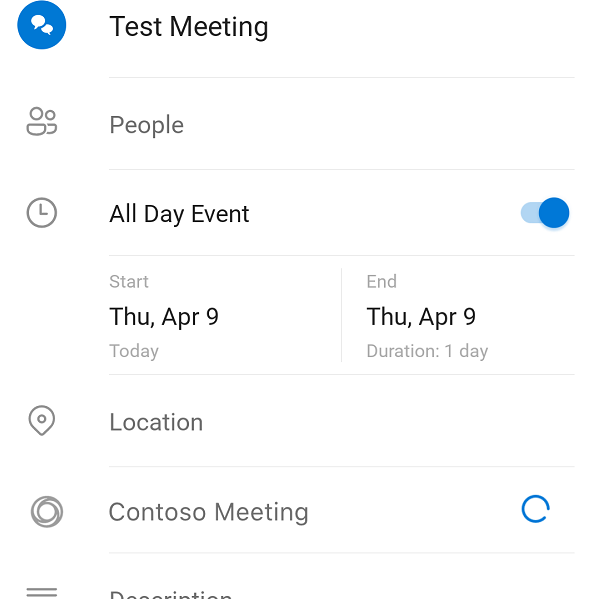 Test Meeting
People
All Day Event
Start
Thu, Apr 9
Today
End
Thu, Apr 9
Duration: 1 day
Location
Contoso Meeting
Description